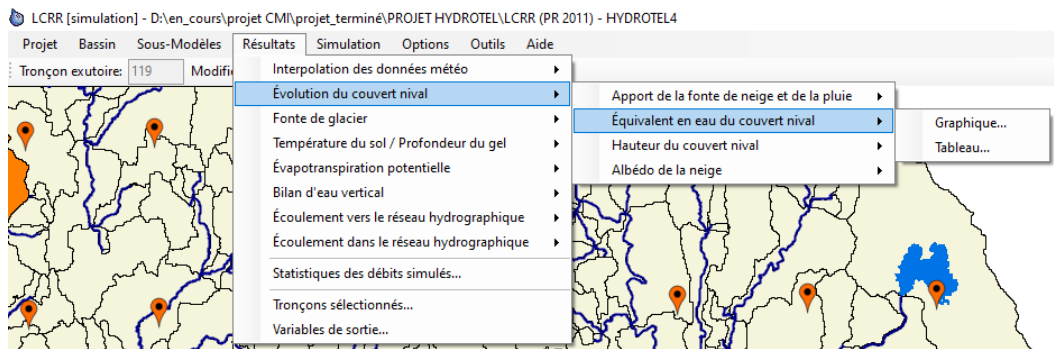 LCRR [simulation] - D:\en_cours\projet CMI\projet_terminé\PROJET HYDROTEL\LCRR (PR 2011) - HYDROTEL4
Projet Bassin Sous-Modèles Résultats Simulation Options Outils Aide
Tronçon exutoire: 119 Modifi
Interpolation des données météo
Évolution du couvert nival
Fonte de glacier
Température du sol / Profondeur du gel
Évapotranspiration potentielle
Bilan d'eau vertical
Écoulement vers le réseau hydrographique
Écoulement dans le réseau hydrographique
Statistiques des débits simulés...
Tronçons sélectionnés...
Variables de sortie...
Apport de la fonte de neige et de la pluie
Équivalent en eau du couvert nival
Hauteur du couvert nival
Albédo de la neige
Graphique...
Tableau...